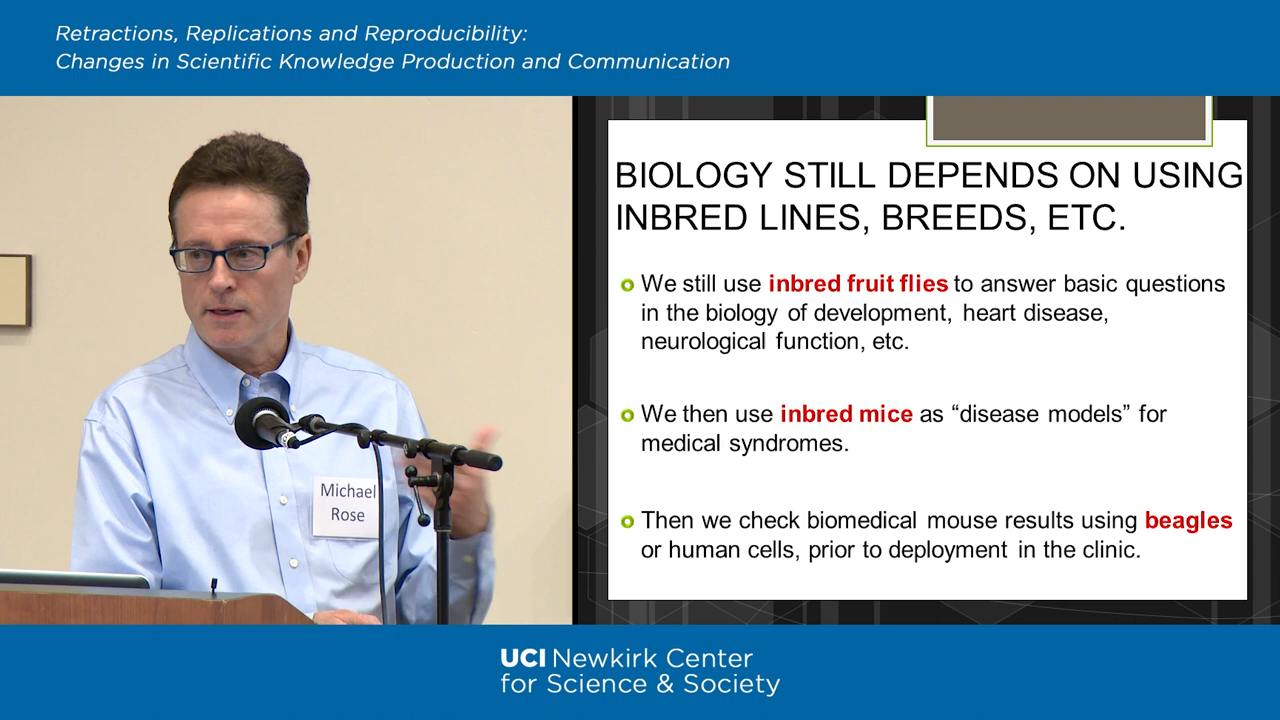 Retractions, Replications and Reproducibility:
Changes in Scientific Knowledge Production and Communication
BIOLOGY STILL DEPENDS ON USING
INBRED LINES, BREEDS, ETC.
We still use inbred fruit flies to answer basic questions
in the biology of development, heart disease,
neurological function, etc.
We then use inbred mice as “disease models” for
medical syndromes.
Then we check biomedical mouse results using beagles
or human cells, prior to deployment in the clinic.
Michael
Rose
UCI Newkirk Center
for Science & Society